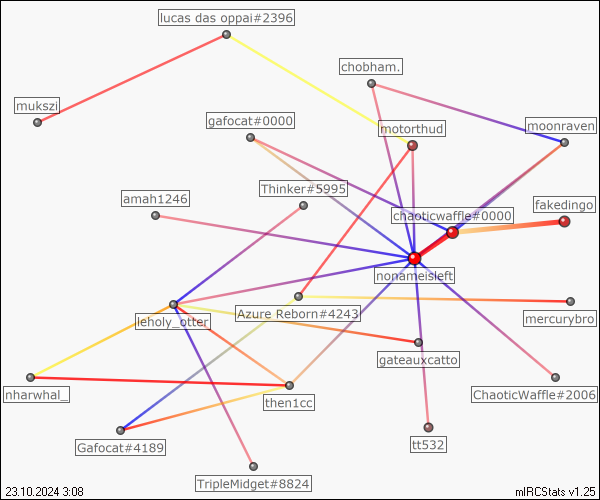 lucas das oppai#2396
chobham.
mukszi
gafocat#0000
motorthud
moonraven
Thinker#5995
amah1246
fakedingo
chaoticwaffle#0000
nonameisleft
leholy_otter
Azure Reborn#4243
mercurybro
gateauxcatto
nharwhal_
then1cc
ChaoticWaffle#2006
Gafocat#4189
tt532
TripleMidget#8824
23.10.2024 3:08
mIRCStats v1.25